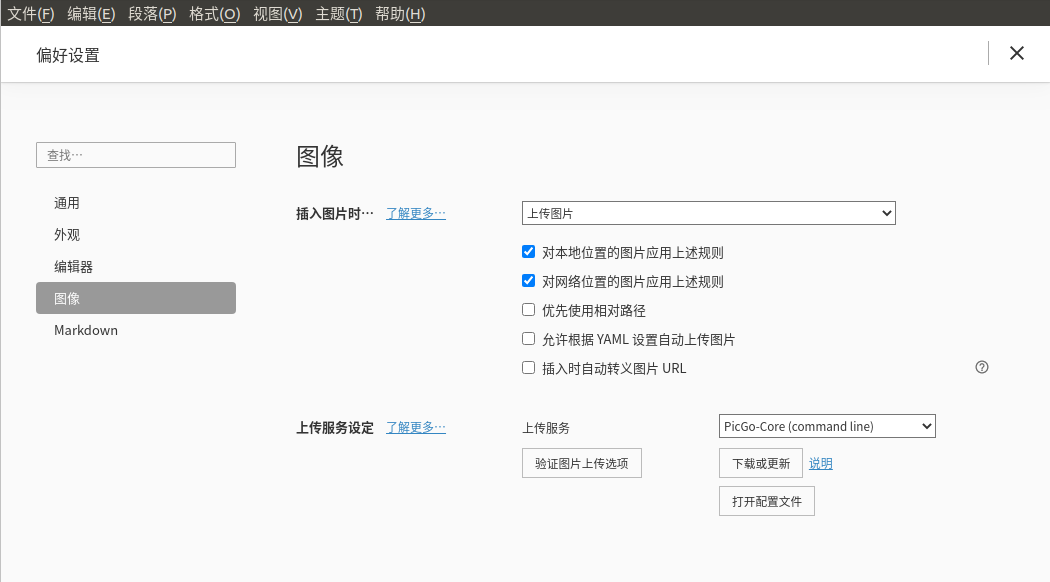 文件(F) 编辑(E) 段落(P) 格式(O) 视图(V) 主题(T) 帮助(H)
偏好设置
查找…
通用
外观
编辑器
图像
Markdown
图像
插入图片时… 了解更多… 上传图片
对本地位置的图片应用上述规则
对网络位置的图片应用上述规则
优先使用相对路径
允许根据 YAML 设置自动上传图片
插入时自动转义图片 URL
上传服务设定 了解更多… 上传服务 PicGo-Core (command line)
验证图片上传选项 下载或更新 说明
打开配置文件